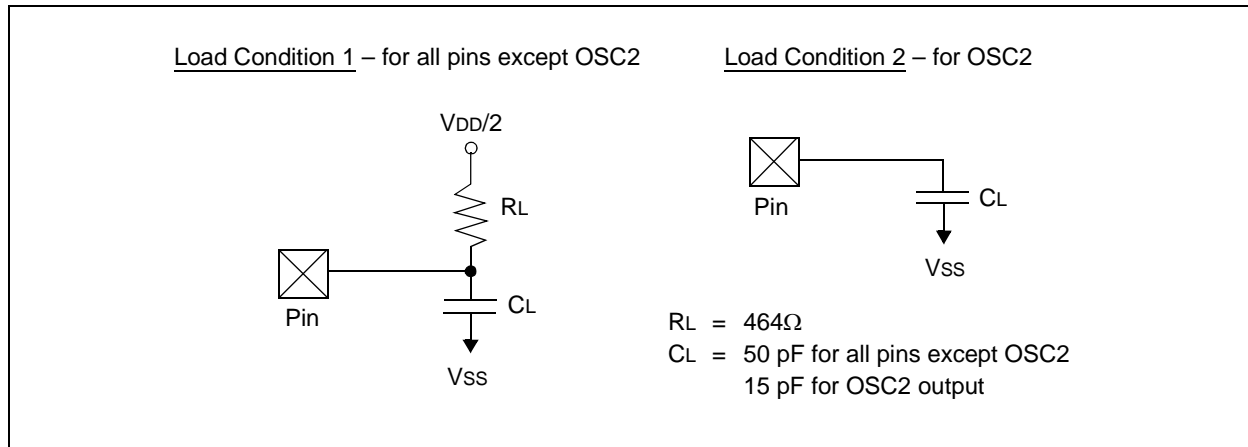 Load Condition 1 – for all pins except OSC2
VDD/2
RL
Pin
CL
VSS
Load Condition 2 – for OSC2
Pin
CL
VSS
RL = 464Ω
CL = 50 pF for all pins except OSC2
15 pF for OSC2 output